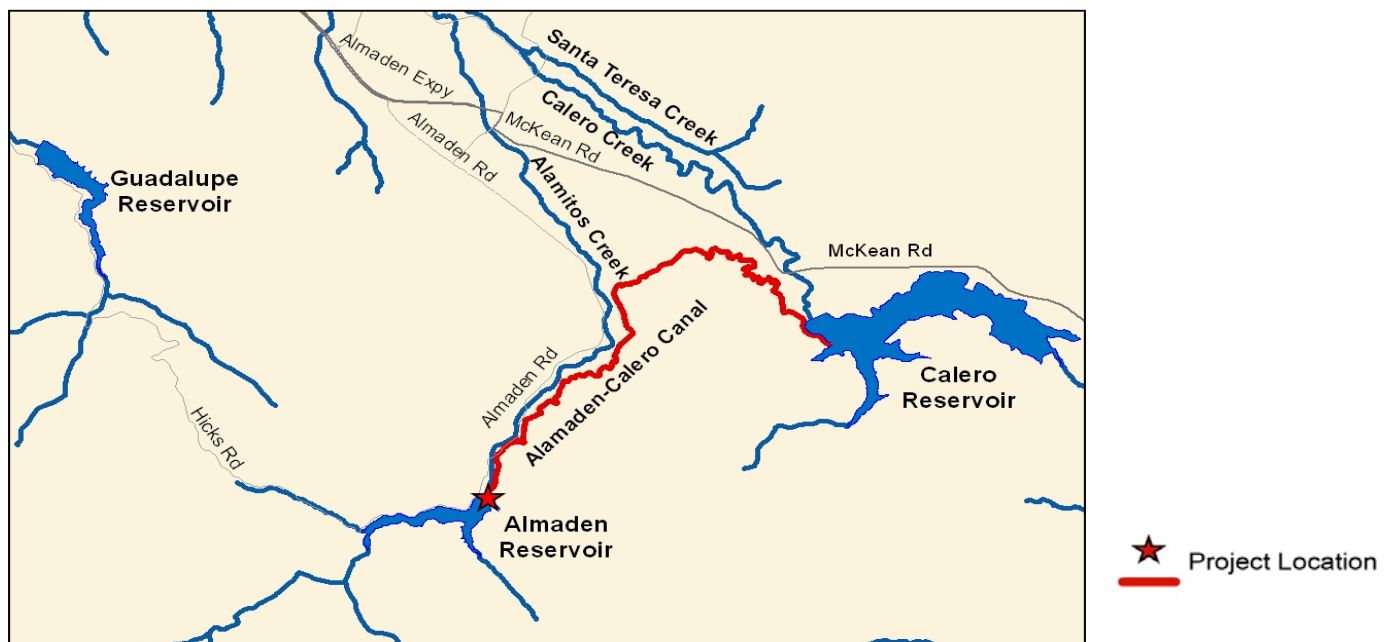 Santa Teresa Creek
Almaden Expy
Calero Creek
McKean Rd
Almaden Rd
Alamitos Creek
Guadalupe
Reservoir
McKean Rd
Alamaden-Calero Canal
Almaden Rd
Calero
Reservoir
Hicks Rd
Almaden
Reservoir
Project Location